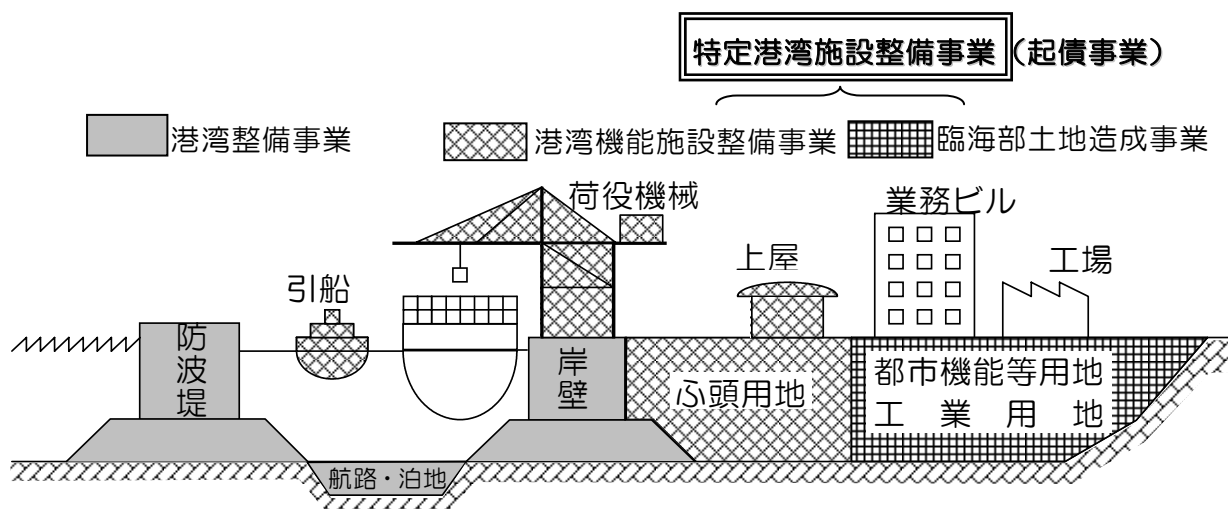 特定港湾施設整備事業（起債事業）
港湾整備事業
港湾機能施設整備事業
臨海部土地造成事業
荷役機械
業務ビル
上屋
工場
引船
防波堤
岸壁
ふ頭用地
都市機能等用地
工業用地
航路・泊地